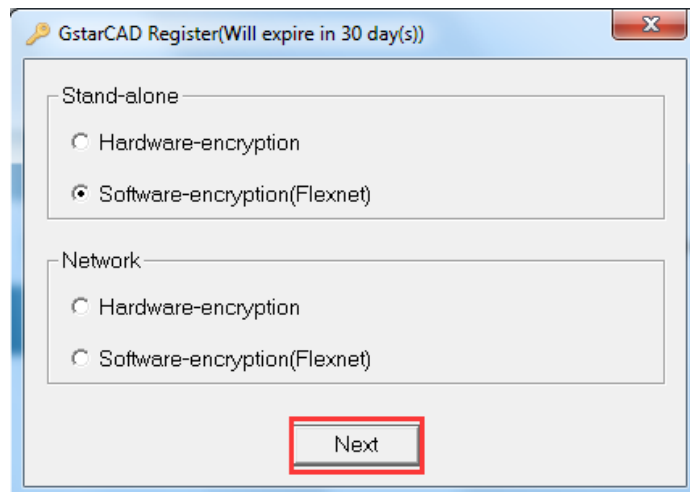 GstarCAD Register(Will expire in 30 day(s))
Stand-alone
Hardware-encryption
Software-encryption(Flexnet)
Network
Hardware-encryption
Software-encryption(Flexnet)
Next